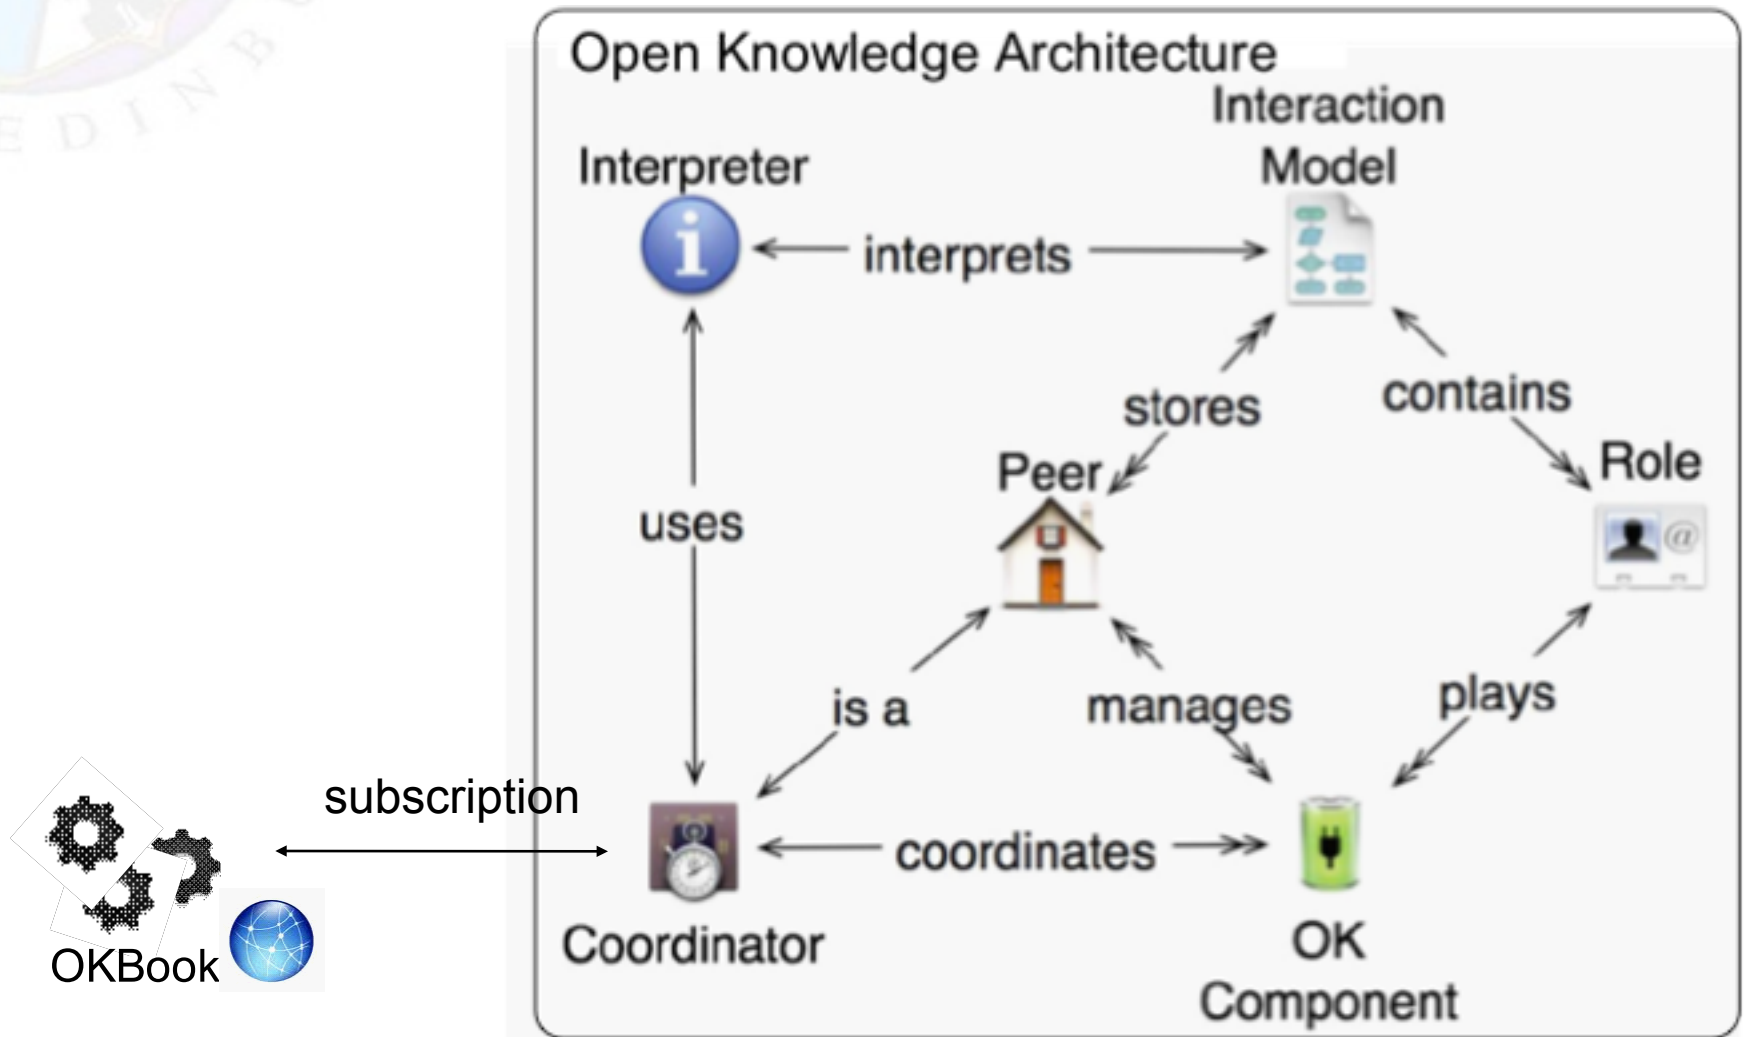 Open Knowledge Architecture
Interaction
Model
Interpreter
interprets
stores
contains
Peer
Role
@
uses
is a
manages
plays
subscription
coordinates
OKBook
Coordinator
OK
Component
EDINB